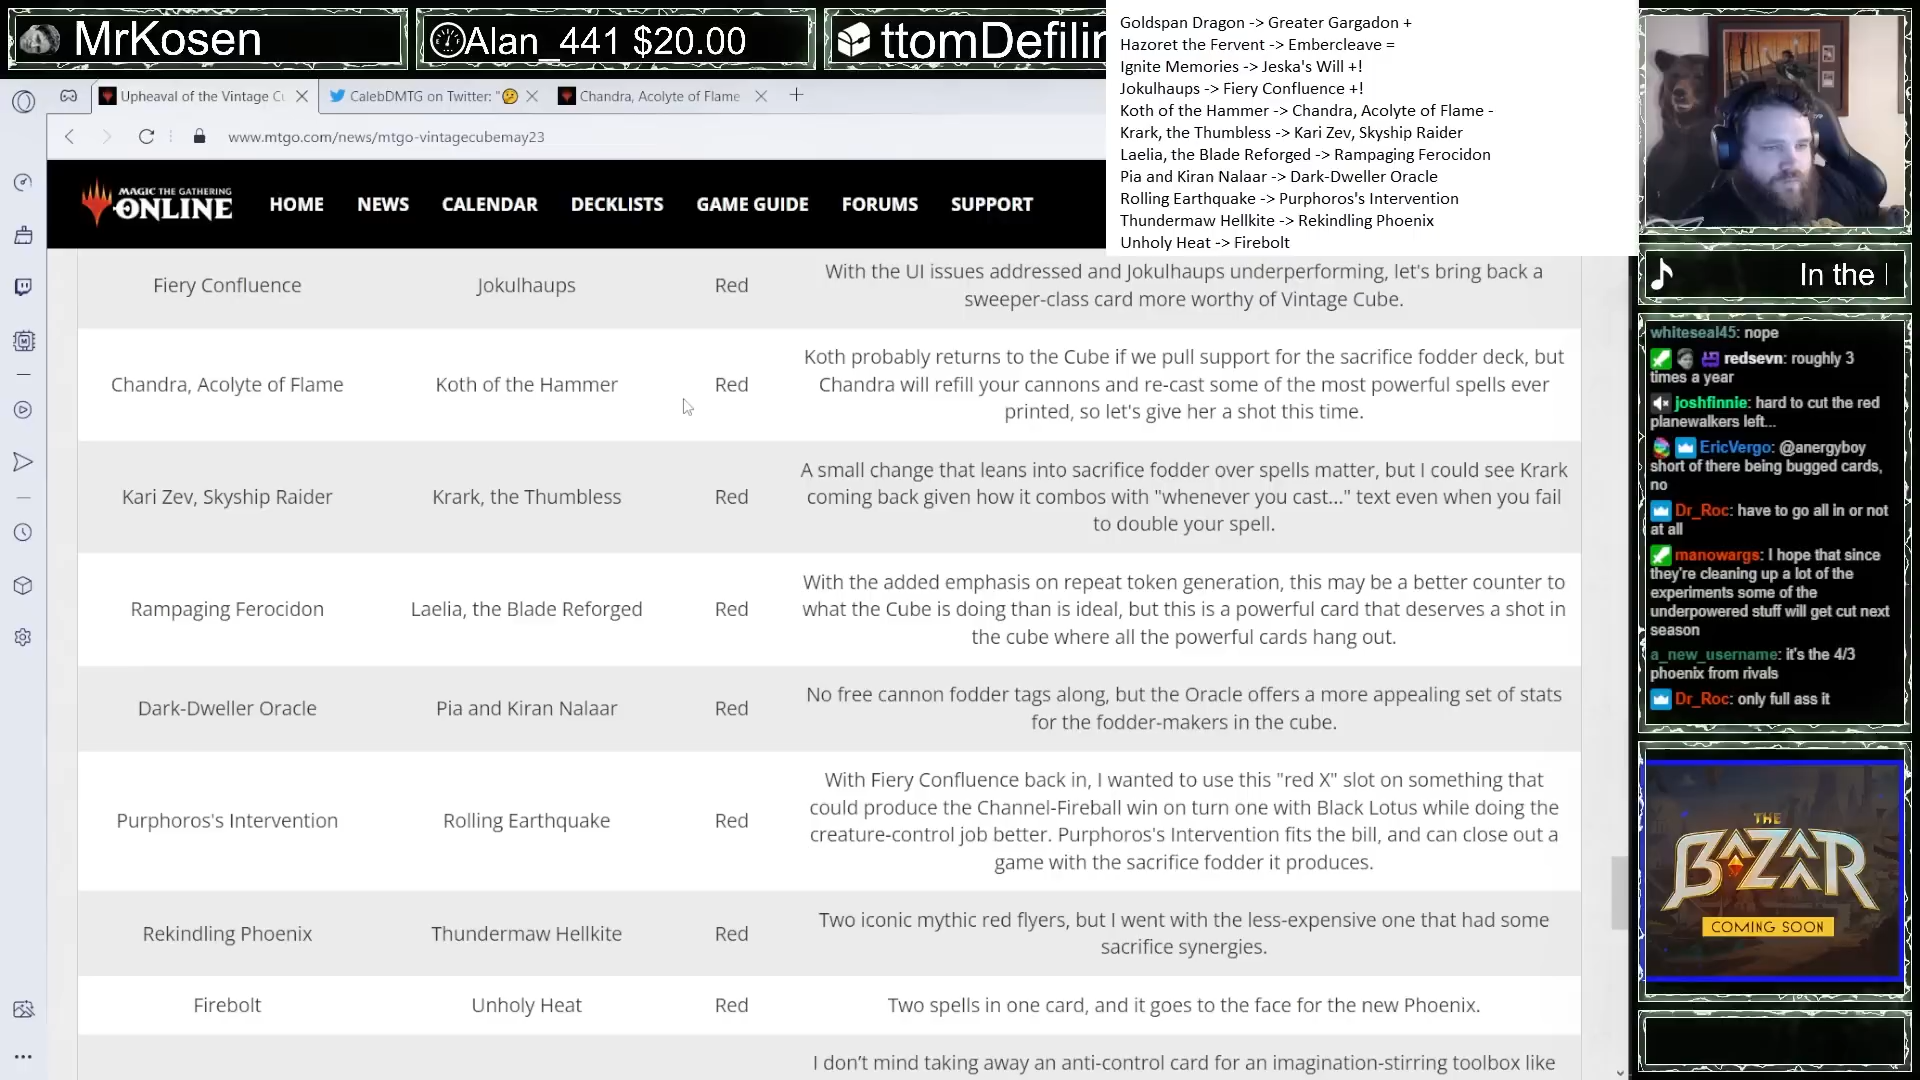 MrKosen
Alan_441 $20.00
ttomDefilin
Goldspan Dragon -> Greater Gargadon +
Hazoret the Fervent -> Embercleave =
Ignite Memories -> Jeska's Will +!
Jokulhaups -> Fiery Confluence +!
Koth of the Hammer -> Chandra, Acolyte of Flame -
Krark, the Thumbless -> Kari Zev, Skyship Raider
Laelia, the Blade Reforged -> Rampaging Ferocidon
Pia and Kiran Nalaar -> Dark-Dweller Oracle
Rolling Earthquake -> Purphoros's Intervention
Thundermaw Hellkite -> Rekindling Phoenix
Unholy Heat -> Firebolt
Upheaval of the Vintage Cu
CalebDMTG on Twitter: "🤔
Chandra, Acolyte of Flame
www.mtgo.com/news/mtgo-vintagecubemay23
MAGIC THE GATHERING
ONLINE
HOME NEWS CALENDAR DECKLISTS GAME GUIDE FORUMS SUPPORT
Fiery Confluence
Jokulhaups
Red
With the UI issues addressed and Jokulhaups underperforming, let's bring back a
sweeper-class card more worthy of Vintage Cube.
Chandra, Acolyte of Flame
Koth of the Hammer
Red
Koth probably returns to the Cube if we pull support for the sacrifice fodder deck, but
Chandra will refill your cannons and re-cast some of the most powerful spells ever
printed, so let's give her a shot this time.
Kari Zev, Skyship Raider
Krark, the Thumbless
Red
A small change that leans into sacrifice fodder over spells matter, but I could see Krark
coming back given how it combos with "whenever you cast..." text even when you fail
to double your spell.
Rampaging Ferocidon
Laelia, the Blade Reforged
Red
With the added emphasis on repeat token generation, this may be a better counter to
what the Cube is doing than is ideal, but this is a powerful card that deserves a shot in
the cube where all the powerful cards hang out.
Dark-Dweller Oracle
Pia and Kiran Nalaar
Red
No free cannon fodder tags along, but the Oracle offers a more appealing set of stats
for the fodder-makers in the cube.
Purphoros's Intervention
Rolling Earthquake
Red
With Fiery Confluence back in, I wanted to use this "red X" slot on something that
could produce the Channel-Fireball win on turn one with Black Lotus while doing the
creature-control job better. Purphoros's Intervention fits the bill, and can close out a
game with the sacrifice fodder it produces.
Rekindling Phoenix
Thundermaw Hellkite
Red
Two iconic mythic red flyers, but I went with the less-expensive one that had some
sacrifice synergies.
Firebolt
Unholy Heat
Red
Two spells in one card, and it goes to the face for the new Phoenix.
I don't mind taking away an anti-control card for an imagination-stirring toolbox like
In the
whiteseal45: nope
redsevn: roughly 3
times a year
joshfinnie: hard to cut the red
planewalkers left...
EricVergo: @anergyboy
short of there being bugged cards,
no
Dr_Roc: have to go all in or not
at all
manowargs: I hope that since
they're cleaning up a lot of the
experiments some of the
underpowered stuff will get cut next
season
a_new_username: it's the 4/3
phoenix from rivals
Dr_Roc: only full ass it
THE
BAZAAR
COMING SOON